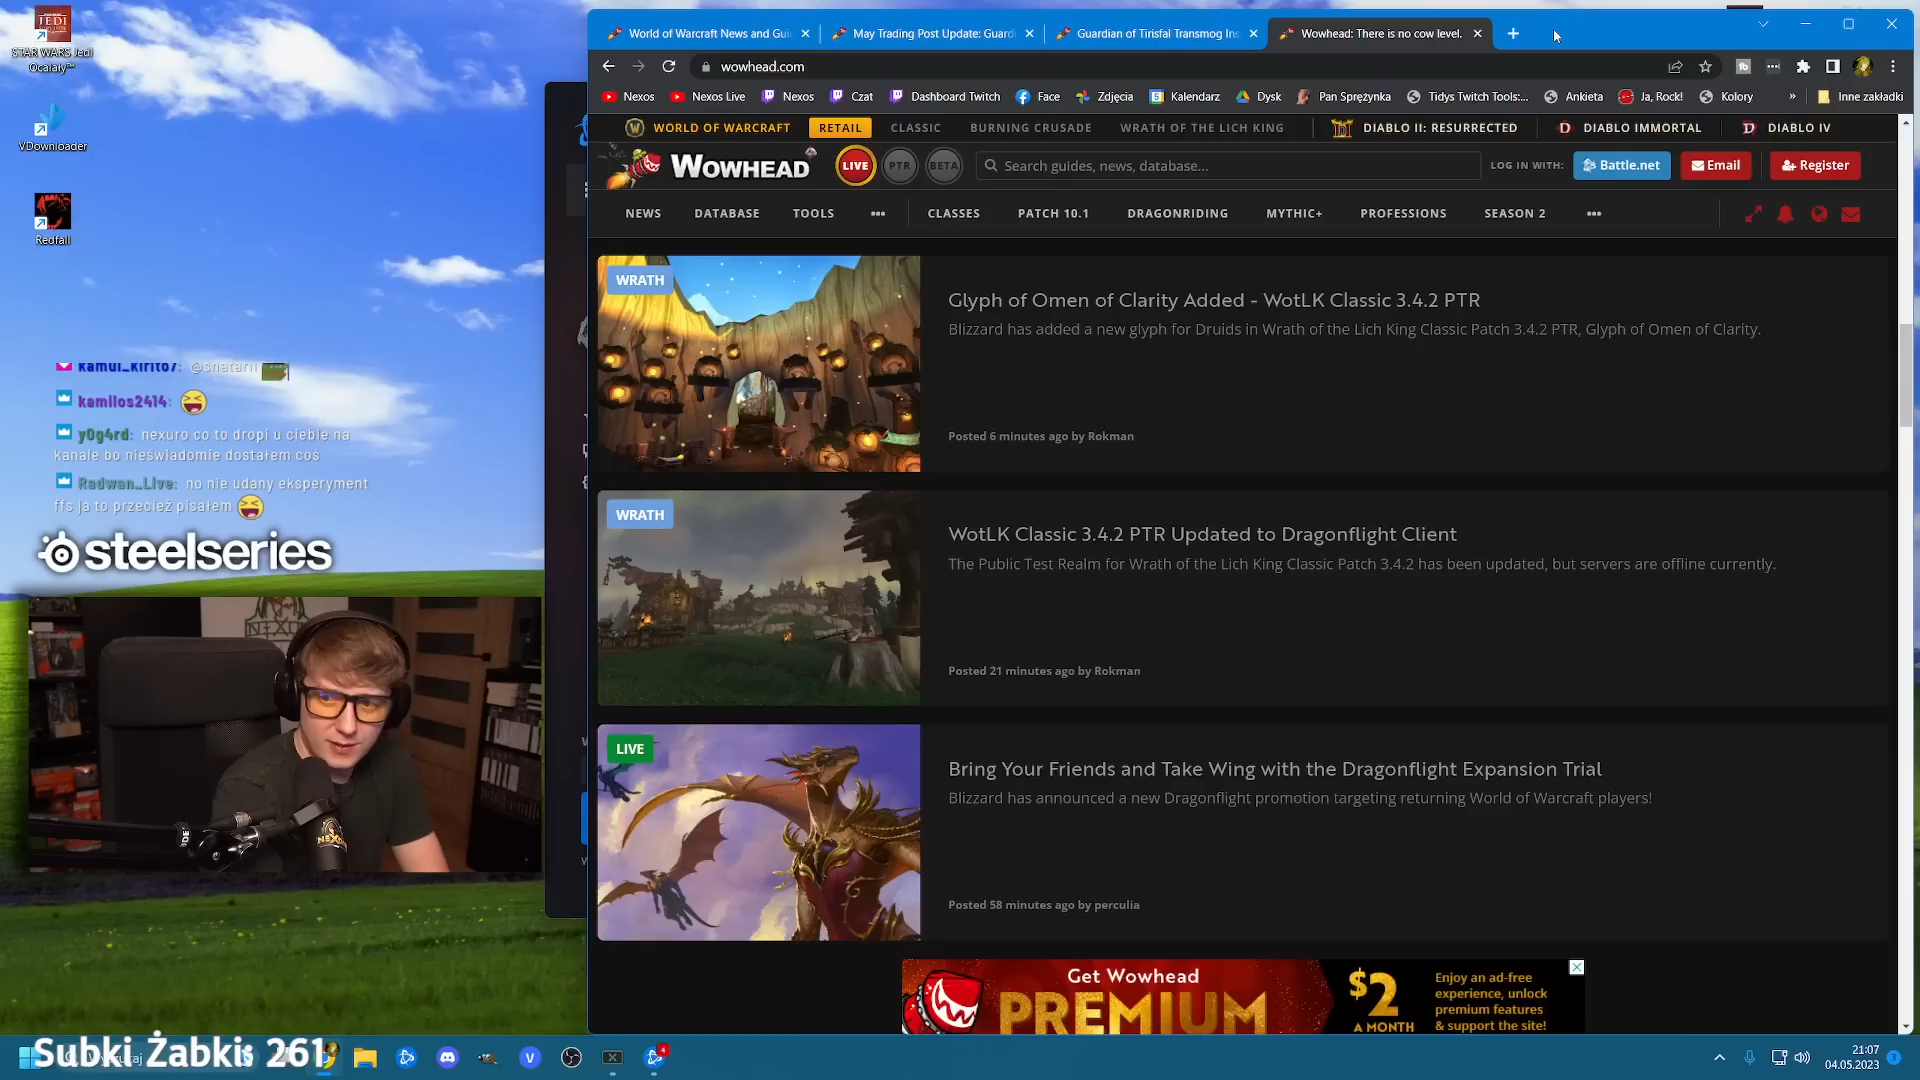 STAR WARS Jedi
Ocalały™
VDownloader
Redfall
World of Warcraft News and Gui
May Trading Post Update: Guardi
Guardian of Tirisfal Transmog Ins
Wowhead: There is no cow level.
wowhead.com
Nexos
Nexos Live
Nexos
Czat
Dashboard Twitch
Face
Zdjęcia
Kalendarz
Dysk
Pan Sprężynka
Tidys Twitch Tools:...
Ankieta
Ja, Rock!
Kolory
»
Inne zakładki
WORLD OF WARCRAFT
RETAIL
CLASSIC
BURNING CRUSADE
WRATH OF THE LICH KING
DIABLO II: RESURRECTED
DIABLO IMMORTAL
DIABLO IV
WOWHEAD
LIVE
PTR
BETA
Search guides, news, database...
LOG IN WITH:
Battle.net
Email
Register
NEWS
DATABASE
TOOLS
CLASSES
PATCH 10.1
DRAGONRIDING
MYTHIC+
PROFESSIONS
SEASON 2
WRATH
Glyph of Omen of Clarity Added - WotLK Classic 3.4.2 PTR
Blizzard has added a new glyph for Druids in Wrath of the Lich King Classic Patch 3.4.2 PTR, Glyph of Omen of Clarity.
Posted 6 minutes ago by Rokman
WRATH
WotLK Classic 3.4.2 PTR Updated to Dragonflight Client
The Public Test Realm for Wrath of the Lich King Classic Patch 3.4.2 has been updated, but servers are offline currently.
Posted 21 minutes ago by Rokman
LIVE
Bring Your Friends and Take Wing with the Dragonflight Expansion Trial
Blizzard has announced a new Dragonflight promotion targeting returning World of Warcraft players!
Posted 58 minutes ago by perculia
Get Wowhead
PREMIUM
$2
A MONTH
Enjoy an ad-free
experience, unlock
premium features
& support the site!
kamilos2414:
y0g4rd: nexuro co to dropi u ciebie na
kanale bo nieświadomie dostałem coś
Radwan_Live: no nie udany eksperyment
ffs ja to przecież pisałem
steelseries
Subki Żabki: 261
21:07
04.05.2023